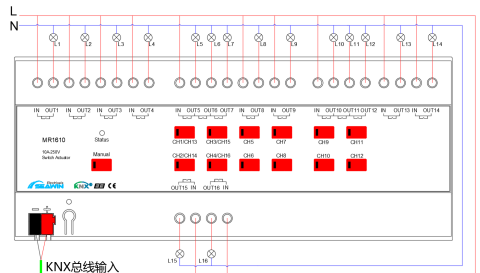 L
N
L1 L2 L3 L4 L5 L6 L7 L8 L9 L10 L11 L12 L13 L14
IN OUT1 IN OUT2 IN OUT3 IN OUT4 IN OUT5 OUT6 OUT7 IN OUT8 IN OUT9 IN OUT10 OUT11 OUT12 IN OUT13 IN OUT14
MR1610
Status
16A-250V
Switch Actuator
Manual
CH1/CH13 CH3/CH15 CH5 CH7 CH9 CH11
CH2/CH14 CH4/CH16 CH6 CH8 CH10 CH12
OUT15 IN OUT16 IN
SEAWIN
KNX
CE
L15 L16
KNX总线输入